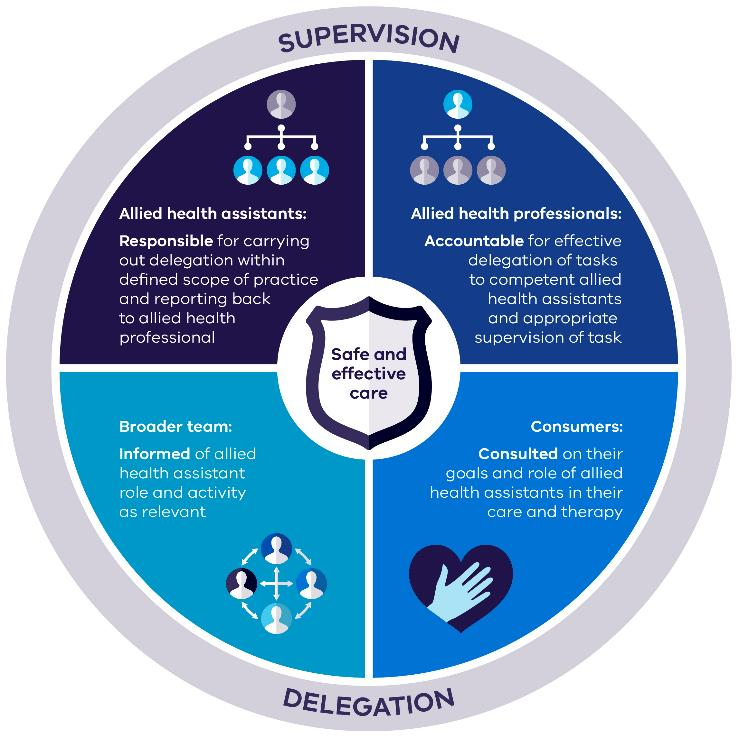 SUPERVISION
Allied health assistants:
Responsible for carrying
out delegation within
defined scope of practice
and reporting back
to allied health
professional
Allied health professionals:
Accountable for effective
delegation of tasks
to competent allied
health assistants
and appropriate
supervision of task
Safe and
effective
care
Broader team:
Informed of allied
health assistant
role and activity
as relevant
Consumers:
Consulted on their
goals and role of allied
health assistants in their
care and therapy
DELEGATION